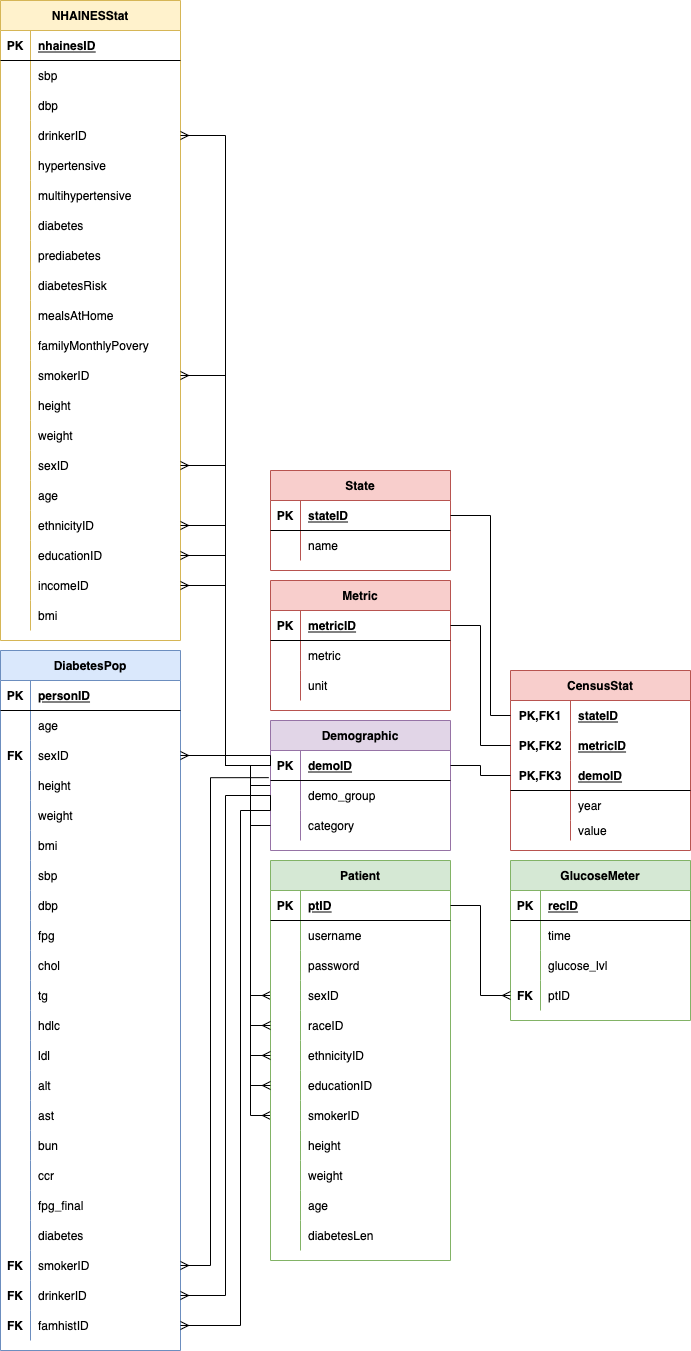 NHAINESStat
PK nhainesID
sbp
dbp
drinkerID
hypertensive
multihypertensive
diabetes
prediabetes
diabetesRisk
mealsAtHome
familyMonthlyPovery
smokerID
height
weight
sexID
age
ethnicityID
educationID
incomeID
bmi
DiabetesPop
PK personID
age
FK sexID
height
weight
bmi
sbp
dbp
fpg
chol
tg
hdlc
ldl
alt
ast
bun
ccr
fpg_final
diabetes
FK smokerID
FK drinkerID
FK famhistID
State
PK stateID
name
Metric
PK metricID
metric
unit
Demographic
PK demoID
demo_group
category
Patient
PK ptID
username
password
sexID
raceID
ethnicityID
educationID
smokerID
height
weight
age
diabetesLen
CensusStat
PK,FK1 stateID
PK,FK2 metricID
PK,FK3 demoID
year
value
GlucoseMeter
PK recID
time
glucose_lvl
FK ptID